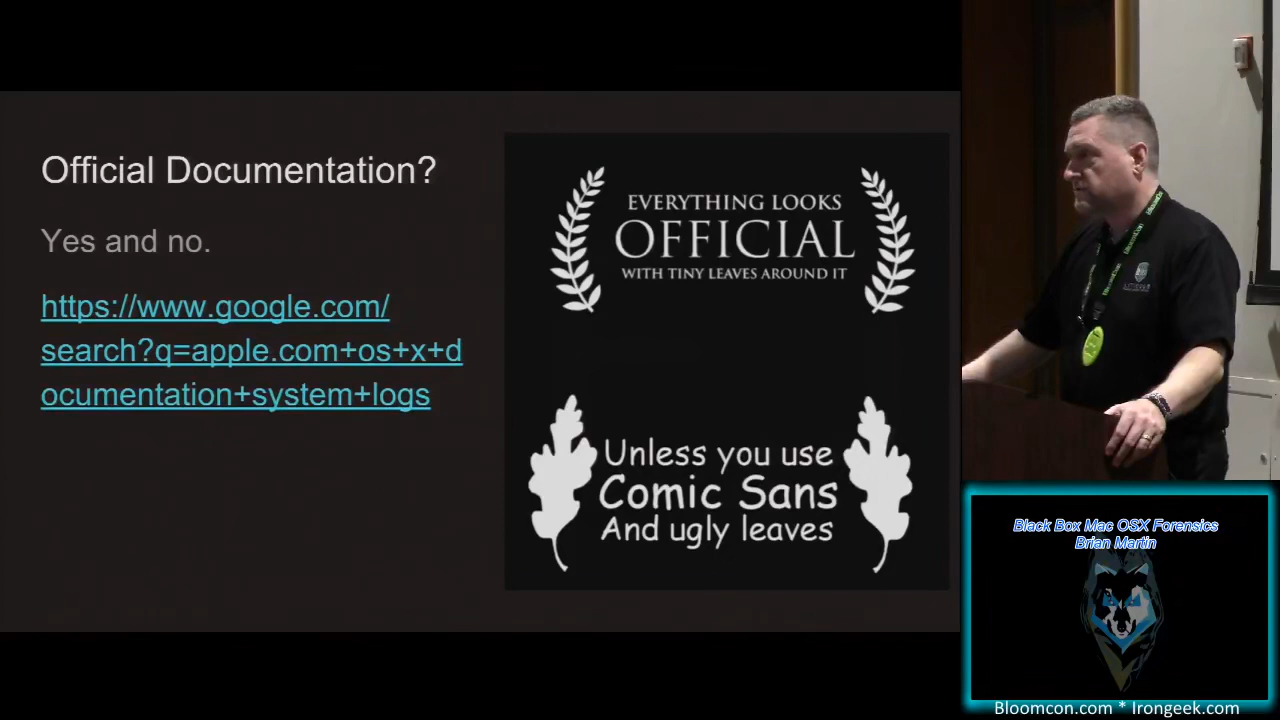 Official Documentation?
Yes and no.
https://www.google.com/
search?q=apple.com+os+x+d
ocumentation+system+logs
EVERYTHING LOOKS
OFFICIAL
WITH TINY LEAVES AROUND IT
Unless you use
Comic Sans
And ugly leaves
Black Box Mac OSX Forensics
Brian Martin
Bloomcon.com * Irongeek.com